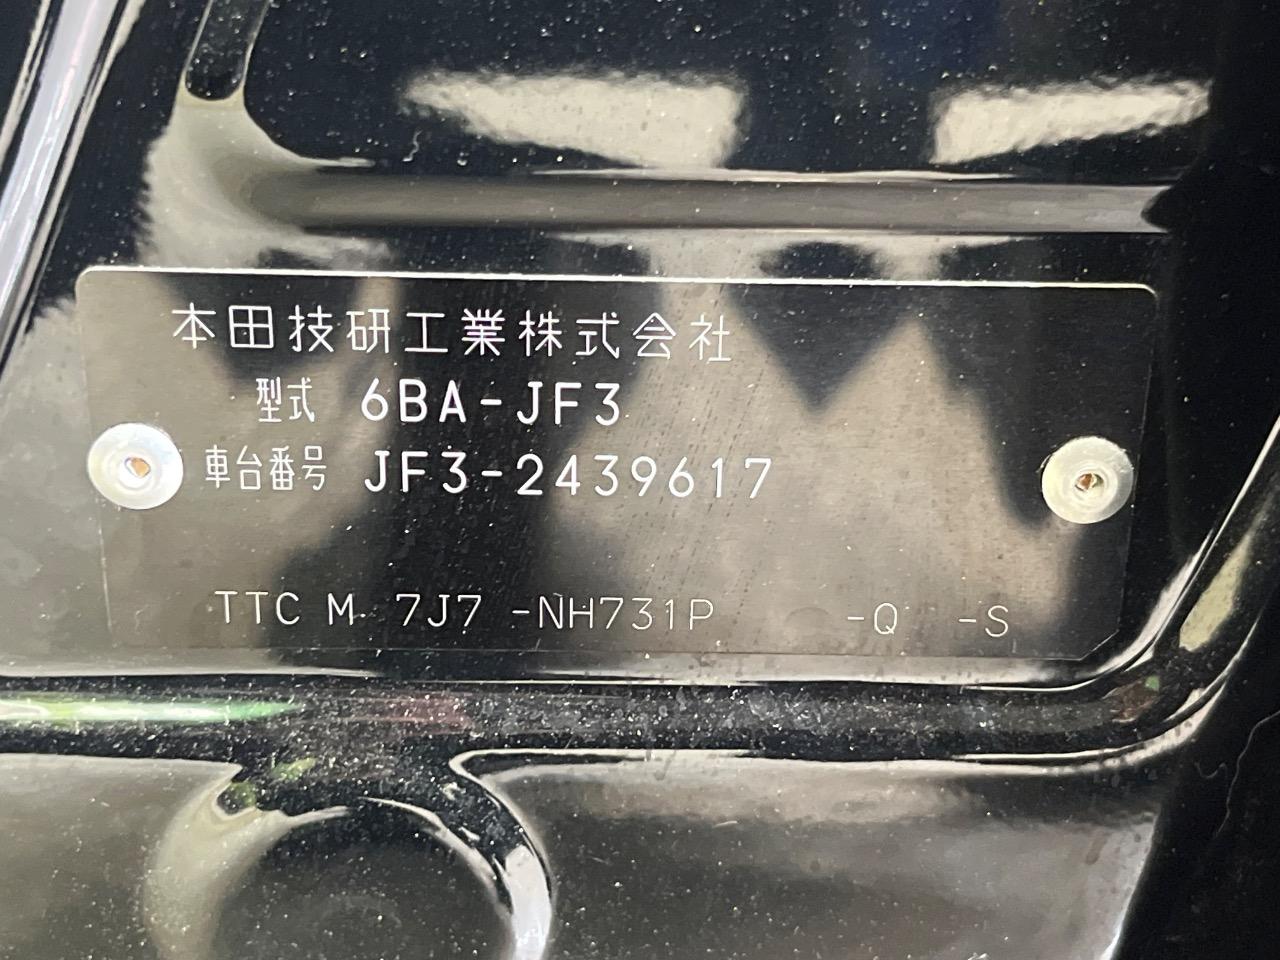 本田技研工業株式会社
型式 6BA-JF3
車台番号 JF3-2439617
TTC M 7J7 -NH731P -Q -S